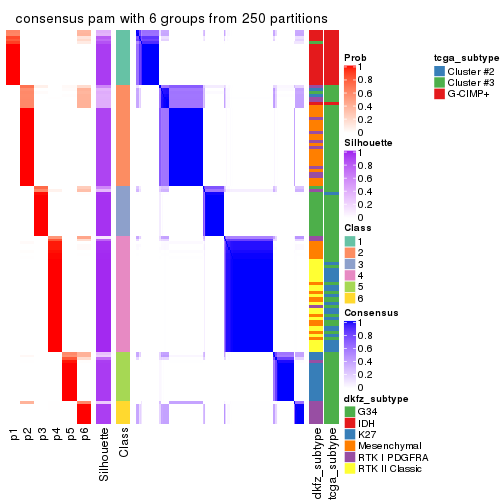 consensus pam with 6 groups from 250 partitions
Prob
1
0.8
0.6
0.4
0.2
0
Silhouette
1
0.8
0.6
0.4
0.2
0
Class
1
2
3
4
5
6
Consensus
1
0.8
0.6
0.4
0.2
0
dkfz_subtype
G34
IDH
K27
Mesenchymal
RTK I PDGFRA
RTK II Classic
tcga_subtype
Cluster #2
Cluster #3
G-CIMP+
p1
p2
p3
p4
p5
p6
Silhouette
Class
dkfz_subtype
tcga_subtype